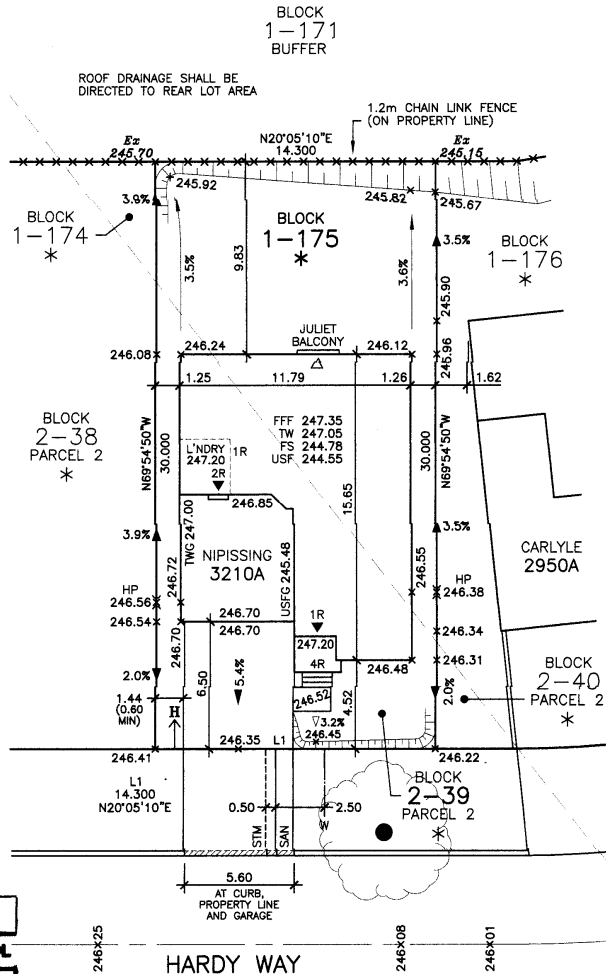 BLOCK
1-171
BUFFER
ROOF DRAINAGE SHALL BE
DIRECTED TO REAR LOT AREA
1.2m CHAIN LINK FENCE
(ON PROPERTY LINE)
Ex
245.70
N20°05'10"E
14.300
Ex
245.15
245.92
245.82
245.67
3.9%
BLOCK
1-174
*
BLOCK
1-175
*
3.5%
BLOCK
1-176
*
3.5%
9.83
3.6%
245.90
JULIET
BALCONY
246.08
246.24
246.12
245.96
1.25
11.79
1.26
1.62
BLOCK
2-38
PARCEL 2
*
N69°54'50"W
30.000
FFF 247.35
TW 247.05
FS 244.78
USF 244.55
L'NDRY
247.20
2R
1R
30.000
N69°54'50"W
15.65
246.85
3.9%
TWG 247.00
NIPISSING
3210A
USFG 245.48
3.5%
CARLYLE
2950A
246.55
HP
246.56
246.54
246.72
HP
246.38
246.70
246.70
1R
246.34
247.20
246.31
246.70
2.0%
6.50
5.4%
4R
246.48
BLOCK
2-40
PARCEL 2
*
2.0%
1.44
(0.60
MIN)
H
246.52
4.52
3.2%
246.45
246.35
L1
246.41
246.22
L1
14.300
N20°05'10"E
BLOCK
2-39
PARCEL 2
*
0.50
2.50
STM
SAN
W
5.60
AT CURB,
PROPERTY LINE
AND GARAGE
246x25
HARDY WAY
246x08
246x01